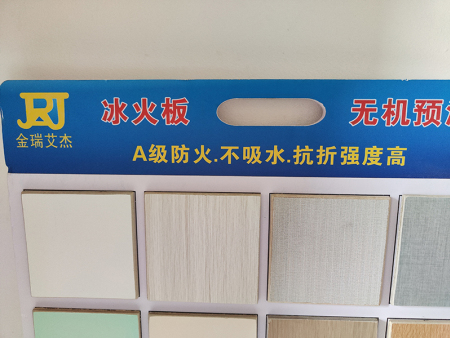 JRJ
金瑞艾杰
冰火板 无机预
A级防火.不吸水.抗折强度高